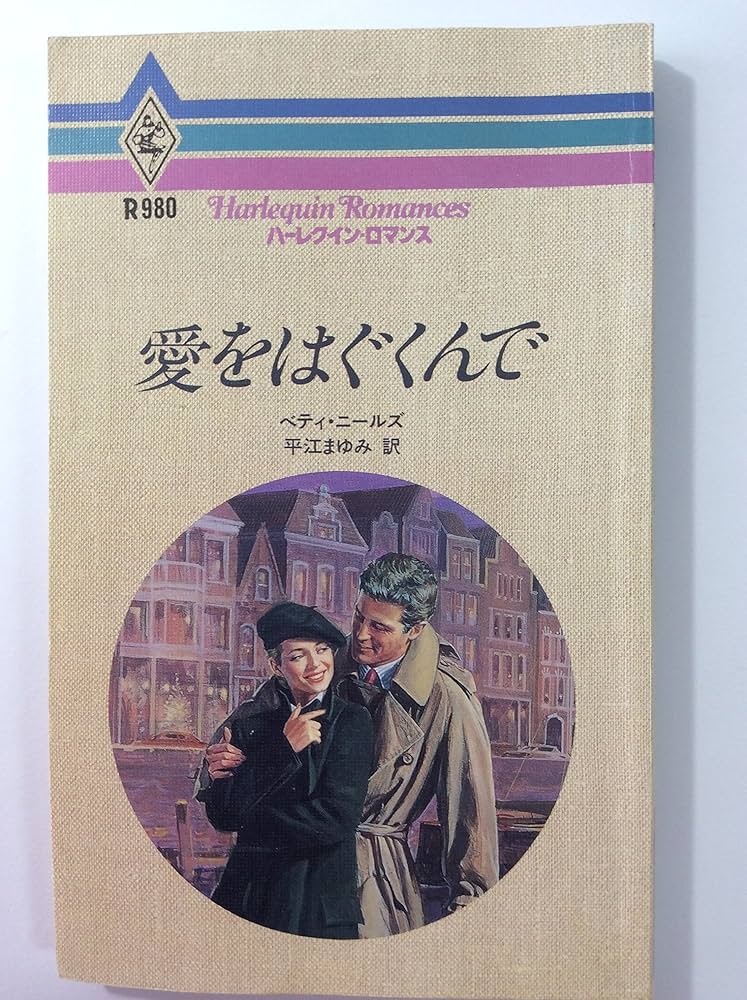 R980
Harlequin Romances
ハーレクイン・ロマンス
愛をはぐくんで
ベティ・ニールズ
平江まゆみ 訳